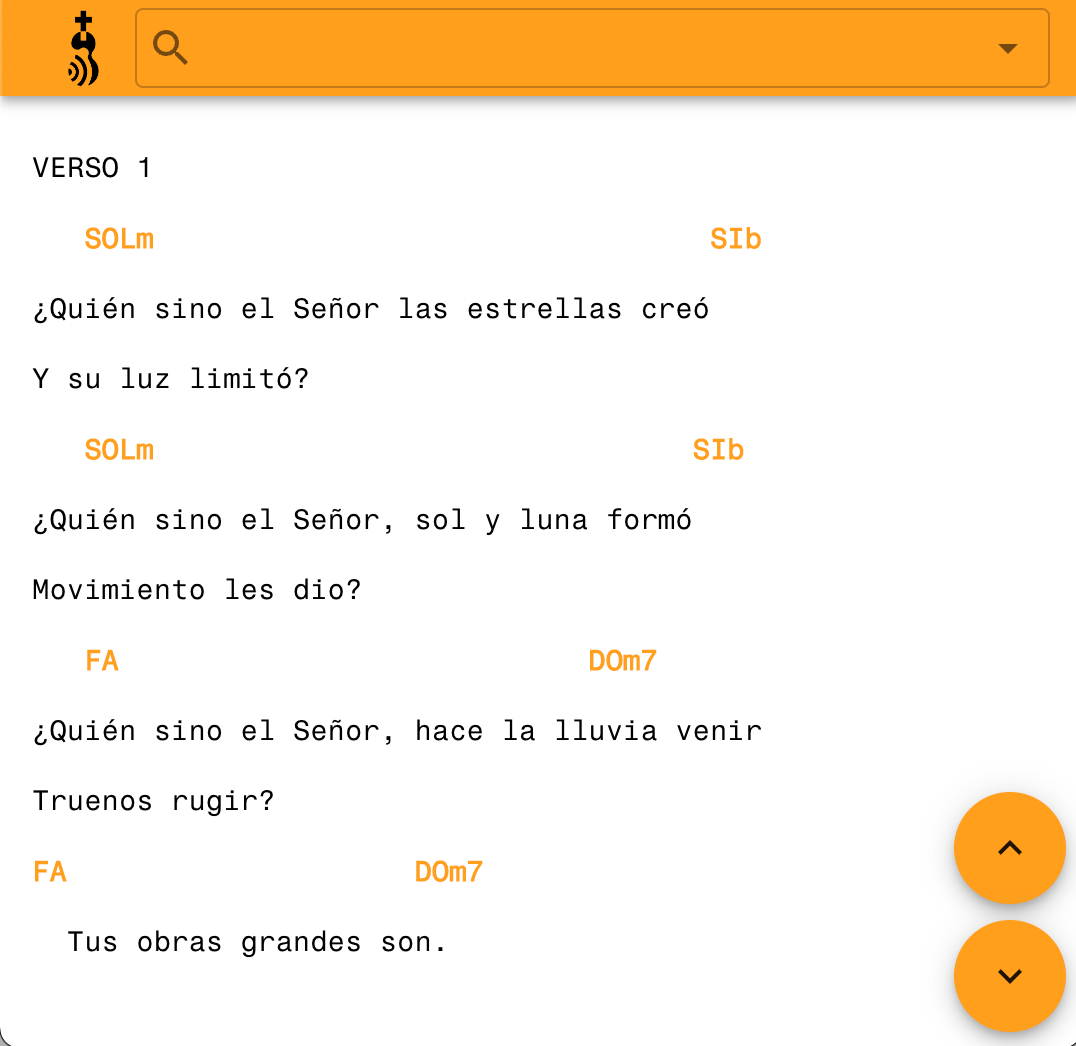 VERSO 1
   SOLm                                SIb
¿Quién sino el Señor las estrellas creó
Y su luz limitó?
   SOLm                               SIb
¿Quién sino el Señor, sol y luna formó
Movimiento les dio?
   FA                           DOm7
¿Quién sino el Señor, hace la lluvia venir
Truenos rugir?
FA                    DOm7
  Tus obras grandes son.